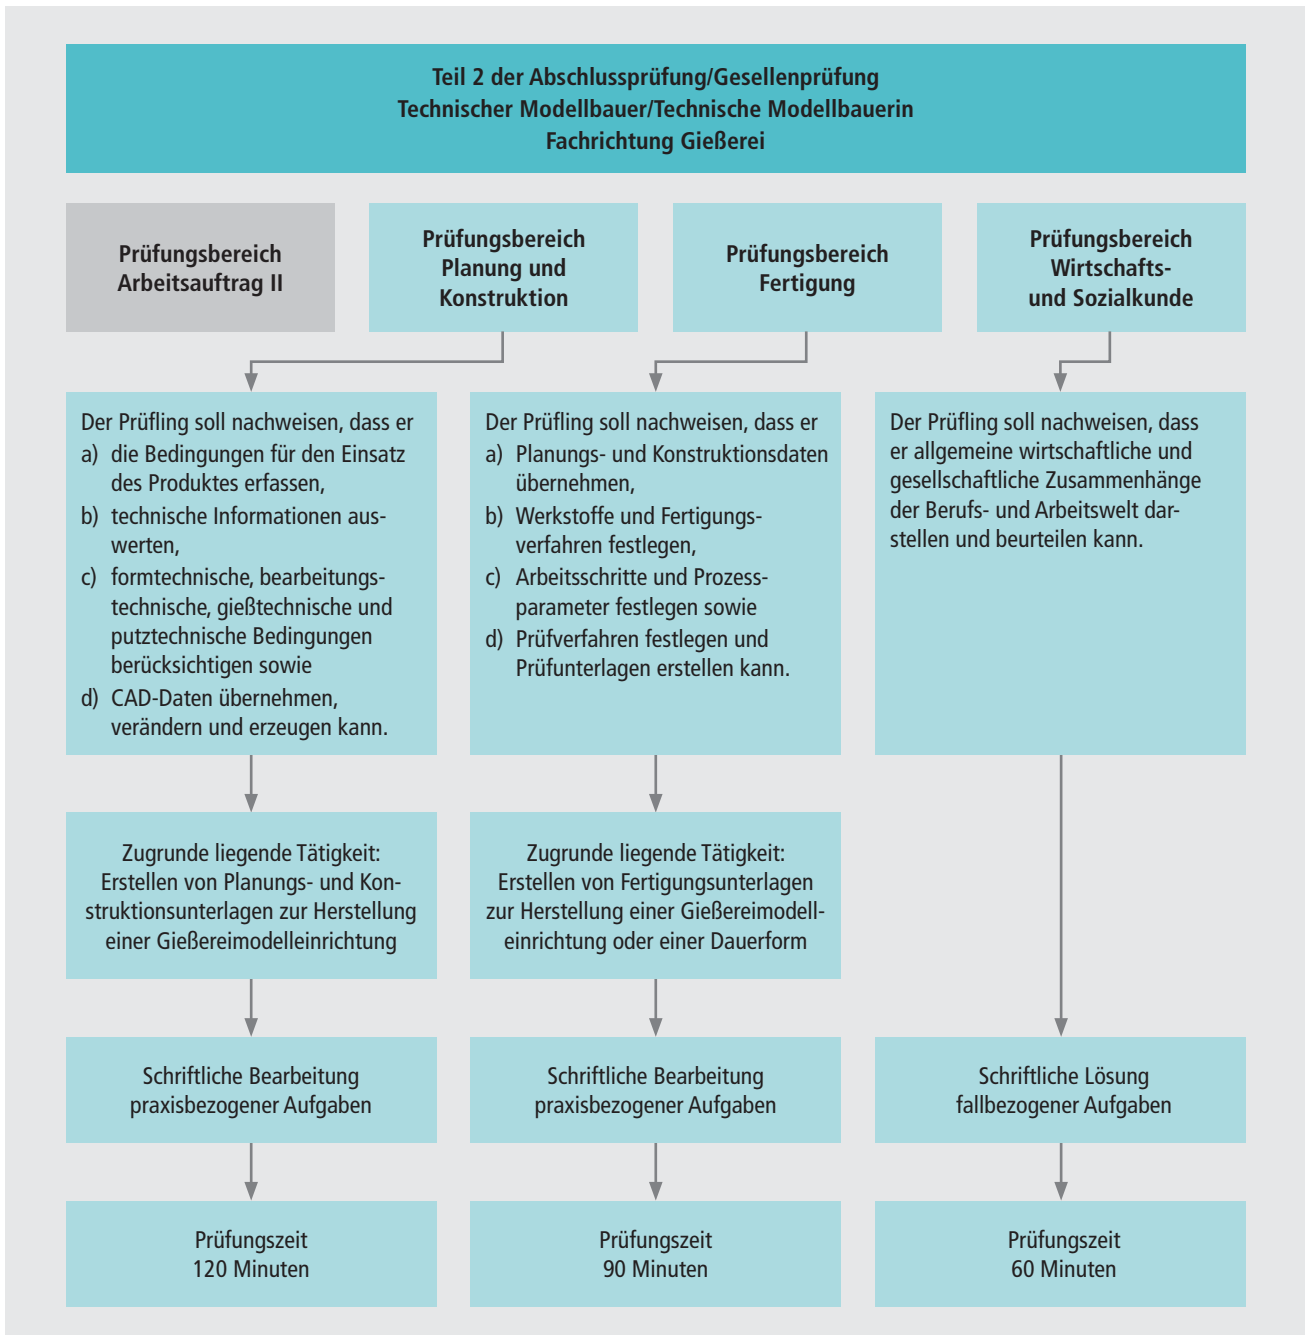 Teil 2 der Abschlussprüfung/Gesellenprüfung
Technischer Modellbauer/Technische Modellbauerin
Fachrichtung Gießerei
Prüfungsbereich
Arbeitsauftrag II
Prüfungsbereich
Planung und
Konstruktion
Prüfungsbereich
Fertigung
Prüfungsbereich
Wirtschafts-
und Sozialkunde
Der Prüfling soll nachweisen, dass er
a) die Bedingungen für den Einsatz
des Produktes erfassen,
b) technische Informationen aus-
werten,
c) formtechnische, bearbeitungs-
technische, gießtechnische und
putztechnische Bedingungen
berücksichtigen sowie
d) CAD-Daten übernehmen,
verändern und erzeugen kann.
Der Prüfling soll nachweisen, dass er
a) Planungs- und Konstruktionsdaten
übernehmen,
b) Werkstoffe und Fertigungs-
verfahren festlegen,
c) Arbeitsschritte und Prozess-
parameter festlegen sowie
d) Prüfverfahren festlegen und
Prüfunterlagen erstellen kann.
Der Prüfling soll nachweisen, dass
er allgemeine wirtschaftliche und
gesellschaftliche Zusammenhänge
der Berufs- und Arbeitswelt dar-
stellen und beurteilen kann.
Zugrunde liegende Tätigkeit:
Erstellen von Planungs- und Kon-
struktionsunterlagen zur Herstellung
einer Gießereimodelleinrichtung
Zugrunde liegende Tätigkeit:
Erstellen von Fertigungsunterlagen
zur Herstellung einer Gießereimodell-
einrichtung oder einer Dauerform
Schriftliche Bearbeitung
praxisbezogener Aufgaben
Schriftliche Bearbeitung
praxisbezogener Aufgaben
Schriftliche Lösung
fallbezogener Aufgaben
Prüfungszeit
120 Minuten
Prüfungszeit
90 Minuten
Prüfungszeit
60 Minuten